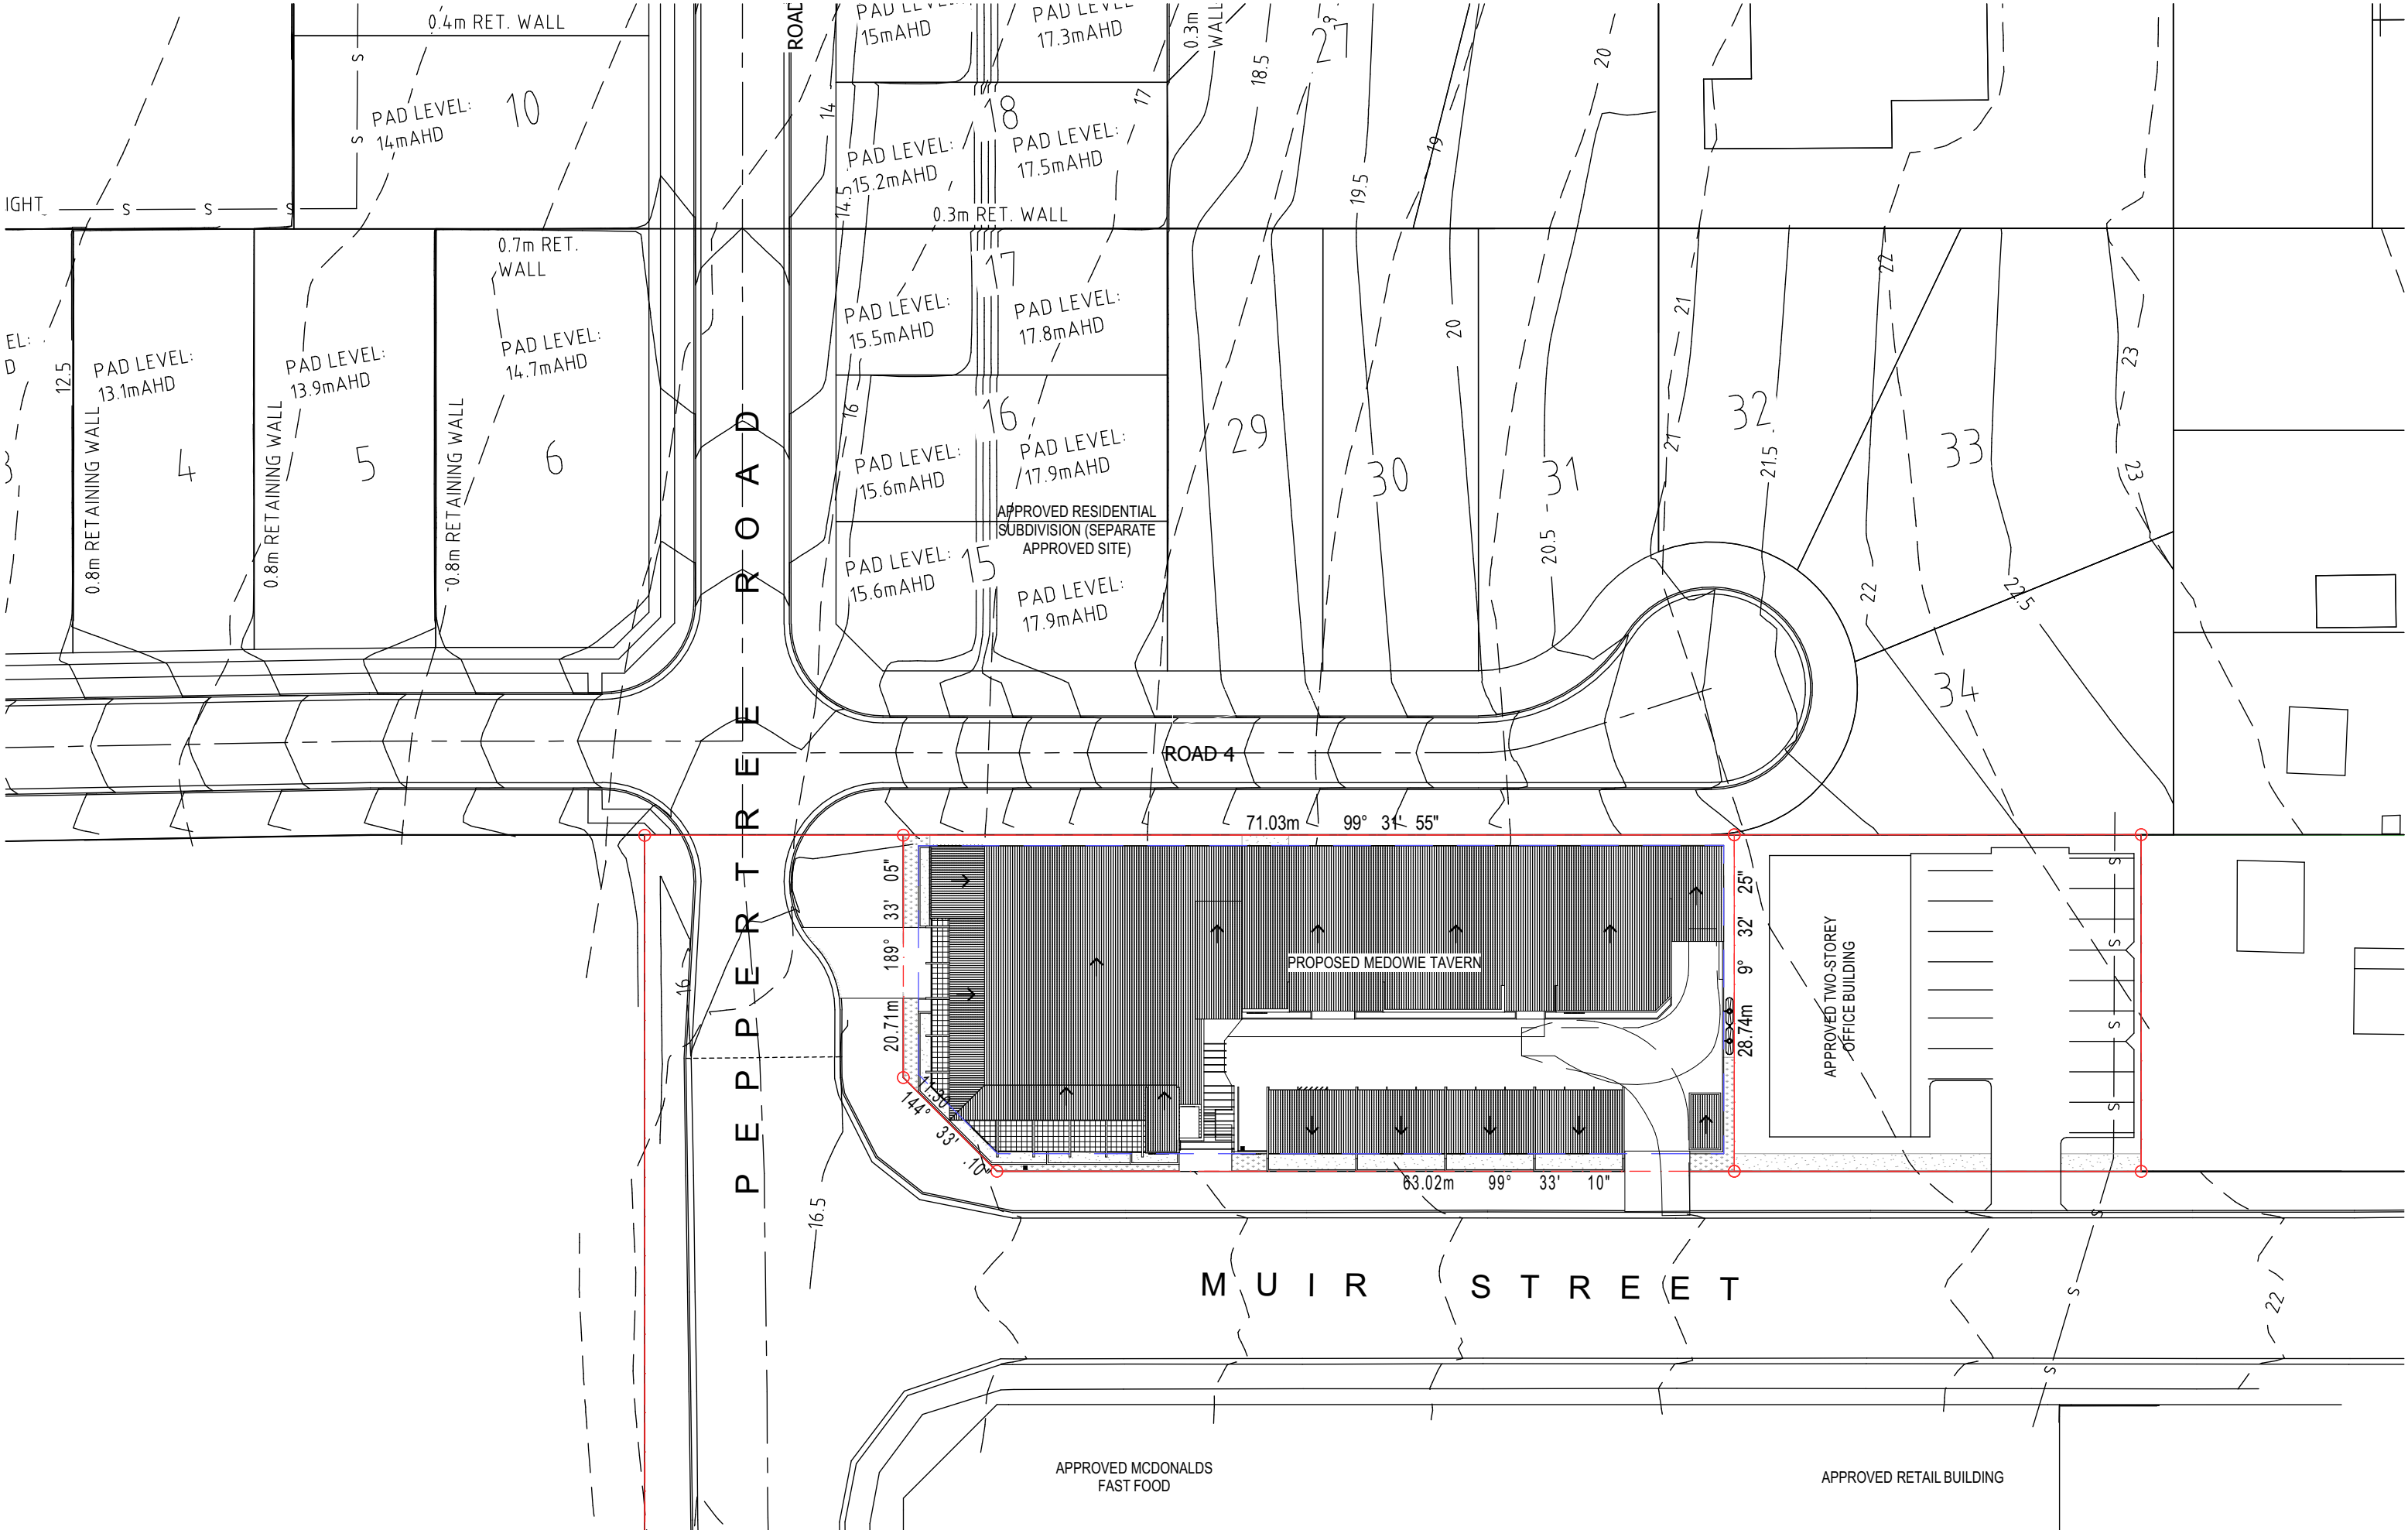 0.4m RET. WALL
ROAD
PAD LEVEL:
15mAHD
PAD LEVEL
17.3mAHD
0.3m
WALL
27
18.5
20
PAD LEVEL:
14mAHD
10
14
18
17
PAD LEVEL:
15.2mAHD
PAD LEVEL:
17.5mAHD
19
19.5
14.5
0.3m RET. WALL
IGHT
S
S
S
S
S
0.7m RET.
WALL
17
22
PAD LEVEL:
15.5mAHD
PAD LEVEL:
17.8mAHD
20
21
23
EL:
D
12.5
PAD LEVEL:
13.1mAHD
PAD LEVEL:
13.9mAHD
PAD LEVEL:
14.7mAHD
16
16
29
32
21
33
23
0.8m RETAINING WALL
4
0.8m RETAINING WALL
5
0.8m RETAINING WALL
6
PAD LEVEL:
15.6mAHD
PAD LEVEL:
17.9mAHD
30
31
21.5
APPROVED RESIDENTIAL
SUBDIVISION (SEPARATE
APPROVED SITE)
20.5
PAD LEVEL:
15.6mAHD
15
PAD LEVEL:
17.9mAHD
22
22.5
34
PEPPERTREE ROAD
ROAD 4
71.03m 99° 31' 55"
20.71m 189° 33' 05"
28.74m 9° 32' 25"
PROPOSED MEDOWIE TAVERN
APPROVED TWO-STOREY
OFFICE BUILDING
S
S
S
S
S
16
144° 33' 10"
63.02m 99° 33' 10"
16.5
MUIR STREET
S
S
S
22
APPROVED MCDONALDS
FAST FOOD
APPROVED RETAIL BUILDING